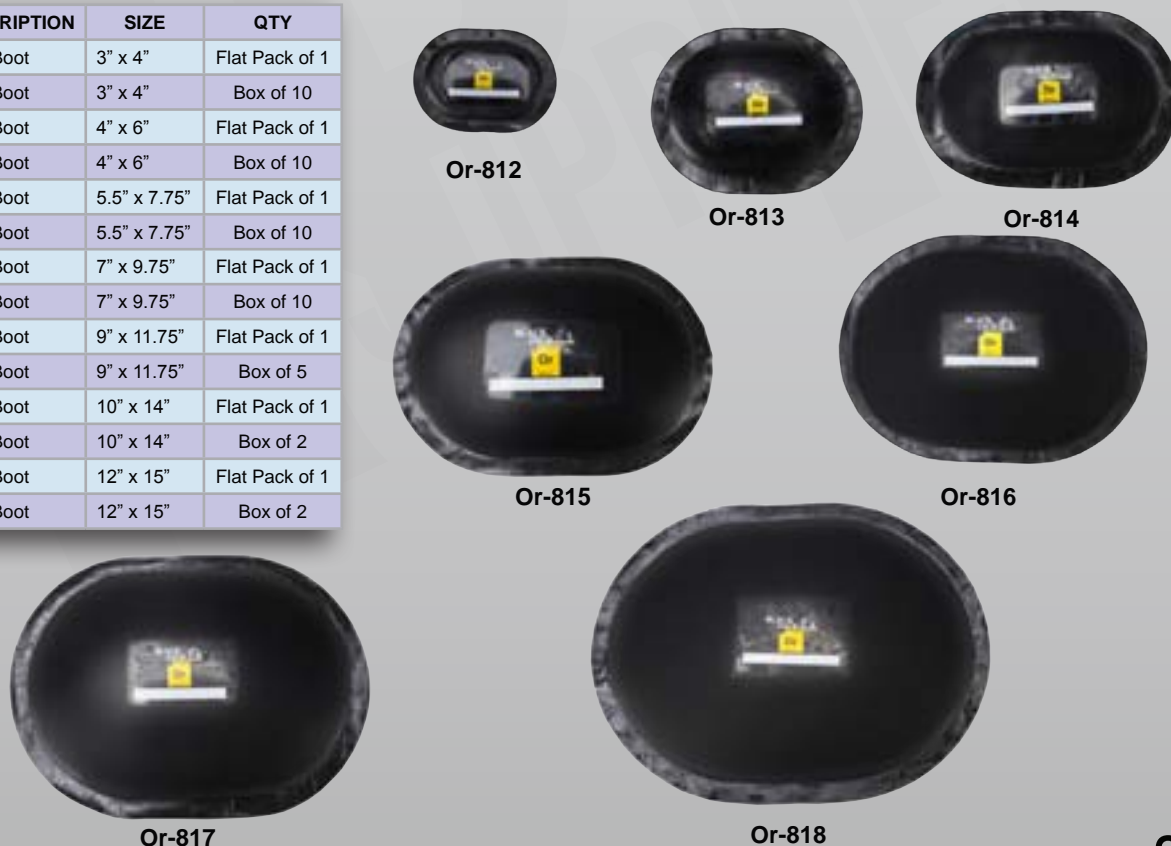 RIPTION SIZE QTY
Boot 3” x 4” Flat Pack of 1
Boot 3” x 4” Box of 10
Boot 4” x 6” Flat Pack of 1
Boot 4” x 6” Box of 10
Boot 5.5” x 7.75” Flat Pack of 1
Boot 5.5” x 7.75” Box of 10
Boot 7” x 9.75” Flat Pack of 1
Boot 7” x 9.75” Box of 10
Boot 9” x 11.75” Flat Pack of 1
Boot 9” x 11.75” Box of 5
Boot 10” x 14” Flat Pack of 1
Boot 10” x 14” Box of 2
Boot 12” x 15” Flat Pack of 1
Boot 12” x 15” Box of 2
Or-812
Or-813
Or-814
Or
Or-815
Or-816
Or-817
Or-818